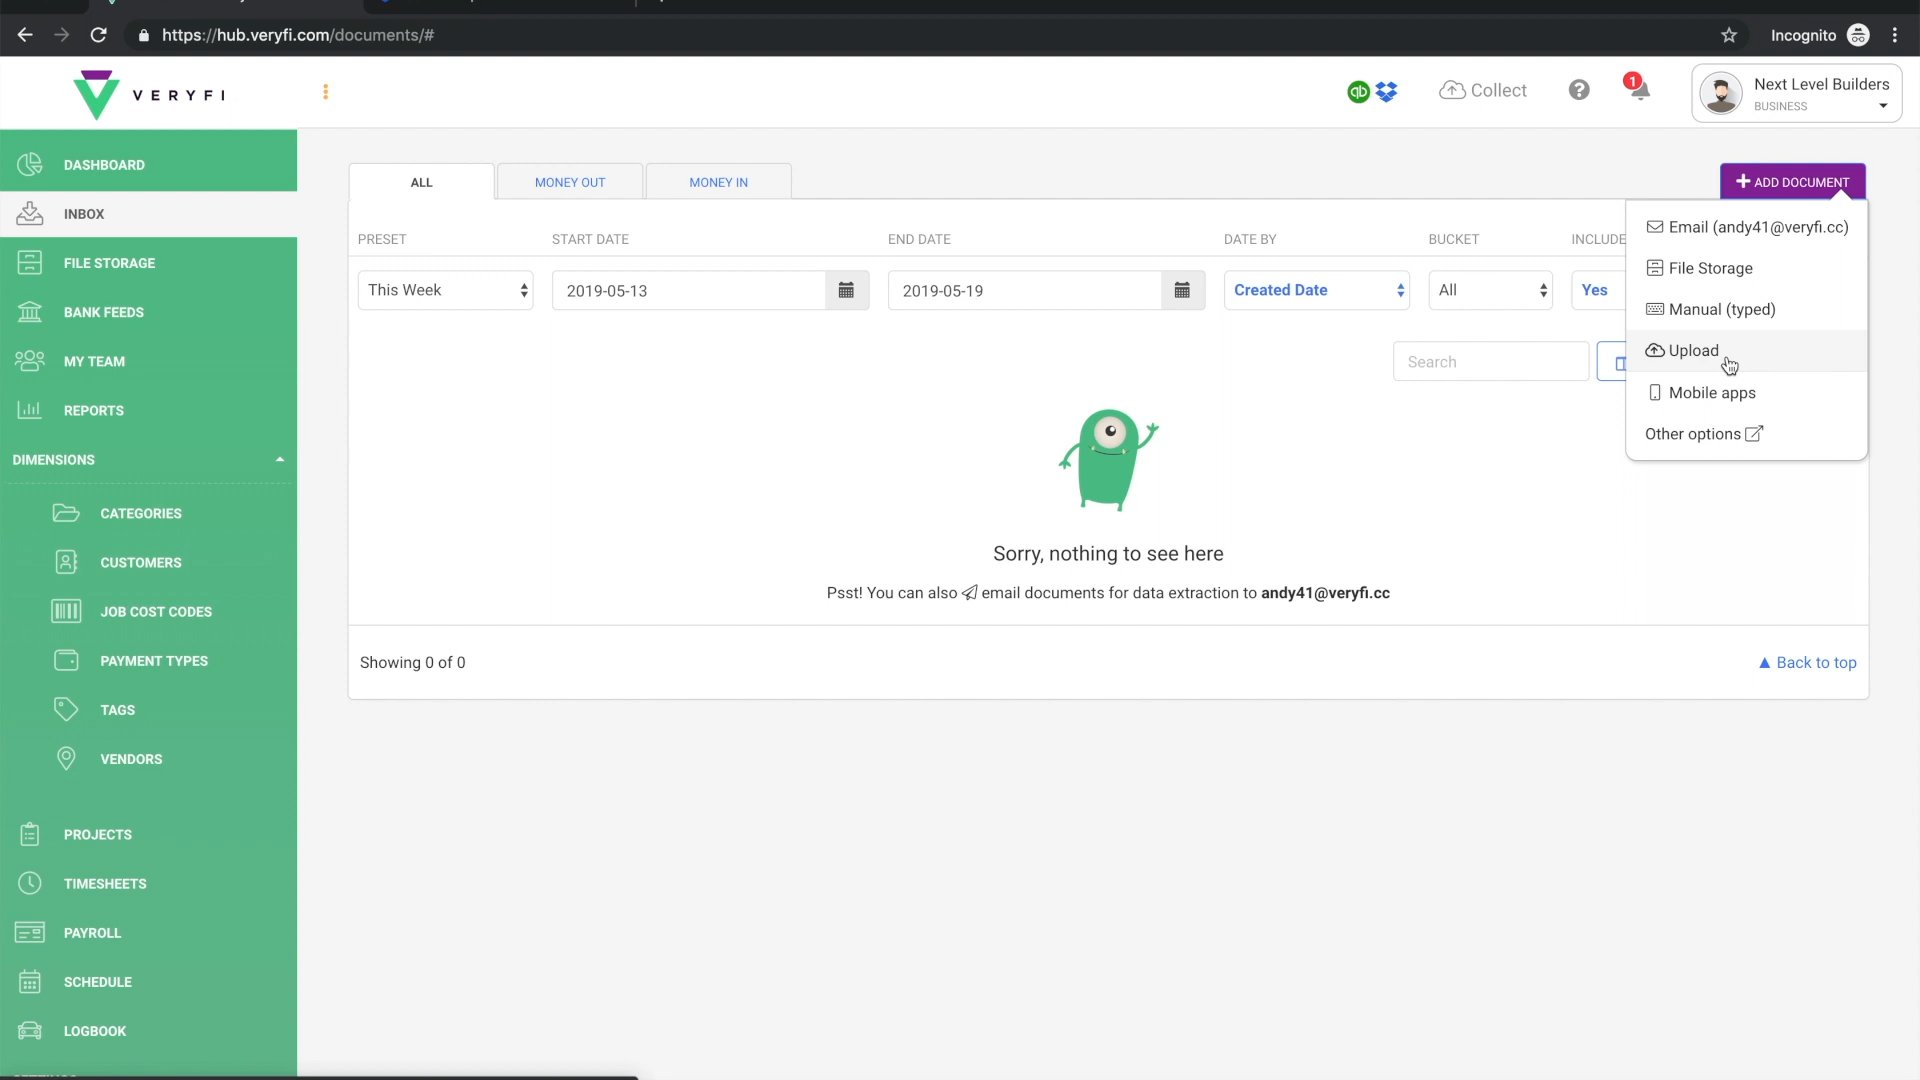 https://hub.veryfi.com/documents/#
Incognito
VERYFI
qb
Collect
?
1
Next Level Builders
BUSINESS
DASHBOARD
INBOX
FILE STORAGE
BANK FEEDS
MY TEAM
REPORTS
DIMENSIONS
CATEGORIES
CUSTOMERS
JOB COST CODES
PAYMENT TYPES
TAGS
VENDORS
PROJECTS
TIMESHEETS
PAYROLL
SCHEDULE
LOGBOOK
ALL
MONEY OUT
MONEY IN
ADD DOCUMENT
Email (andy41@veryfi.cc)
File Storage
Manual (typed)
Upload
Mobile apps
Other options
PRESET
START DATE
END DATE
DATE BY
BUCKET
INCLUDE
This Week
2019-05-13
2019-05-19
Created Date
All
Yes
Search
Sorry, nothing to see here
Psst! You can also email documents for data extraction to andy41@veryfi.cc
Showing 0 of 0
Back to top